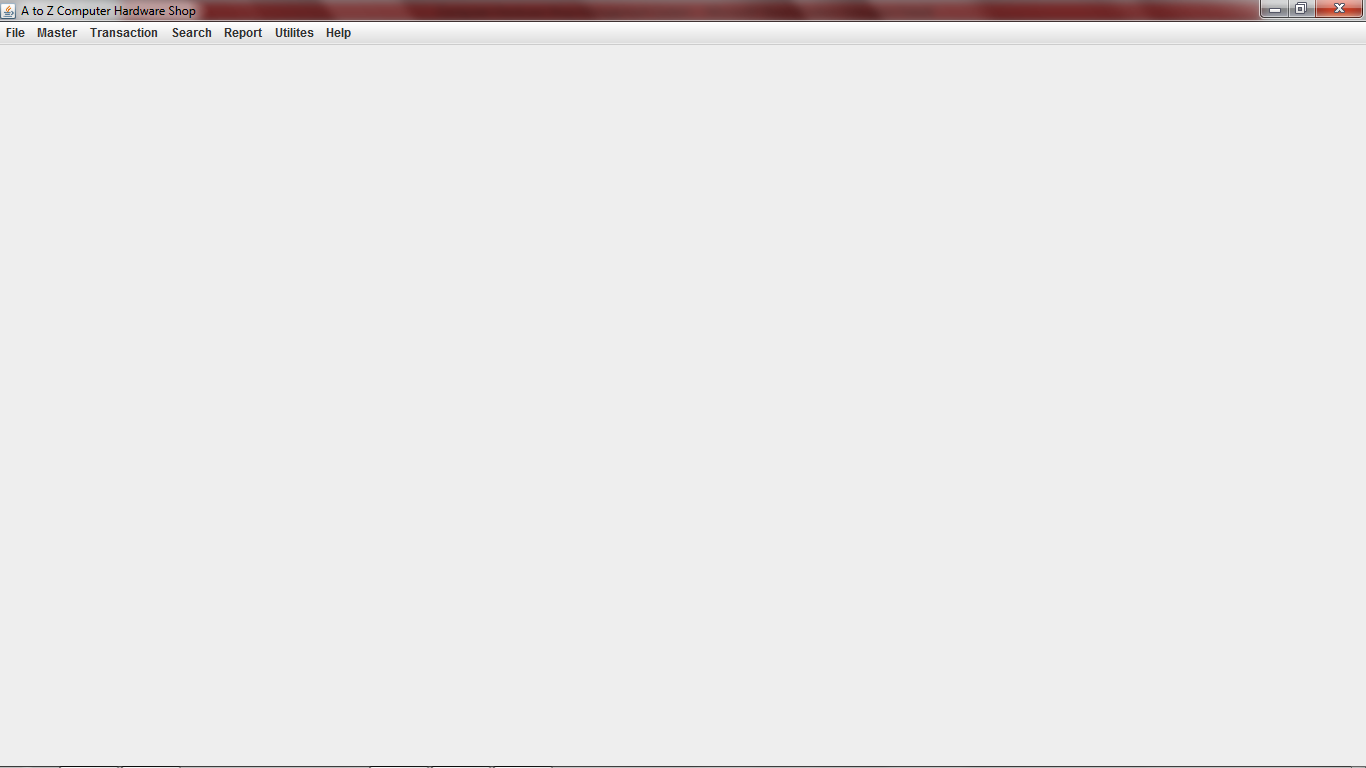 A to Z Computer Hardware Shop
File Master Transaction Search Report Utilites Help